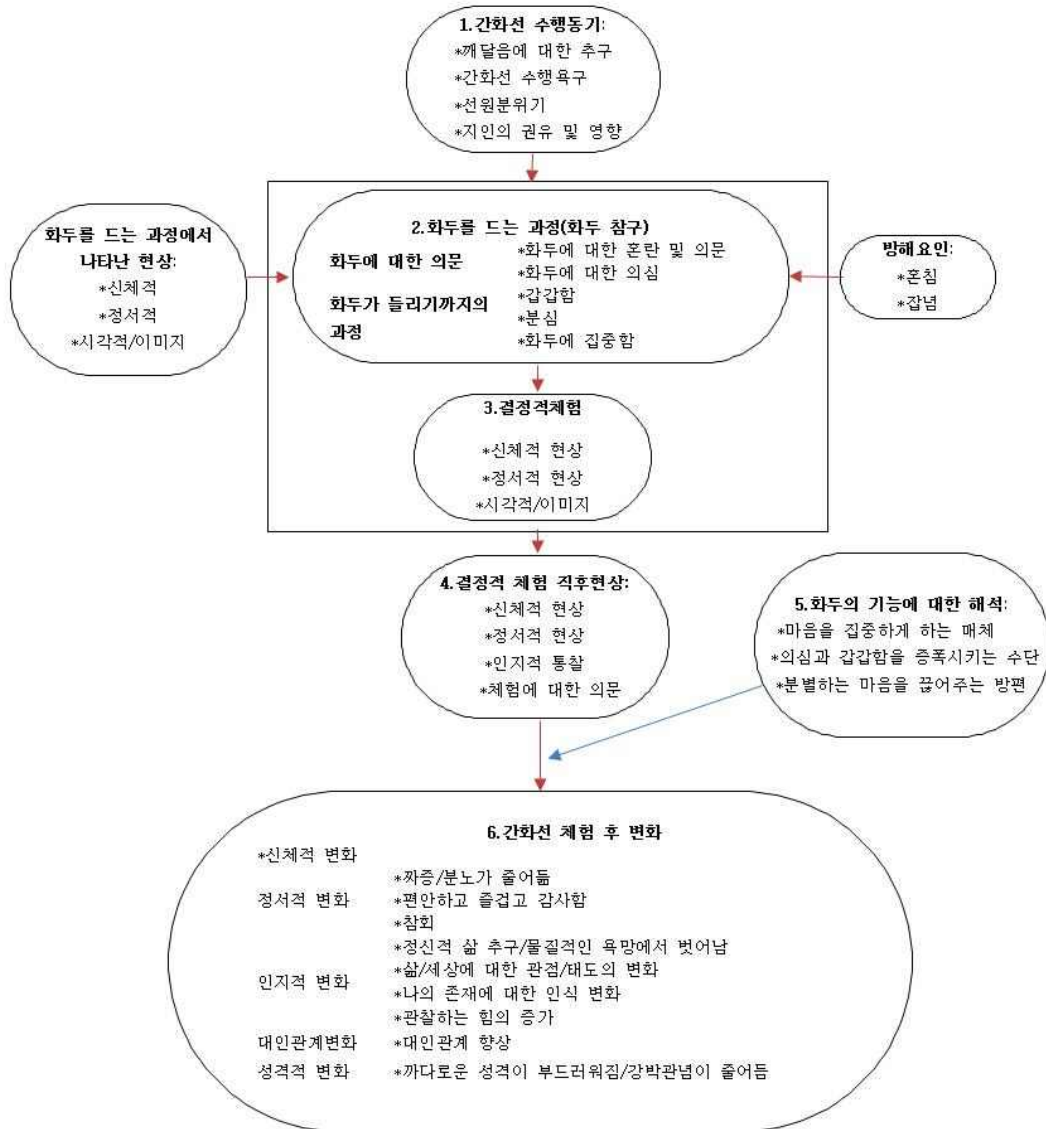 1.간화선 수행동기:
*깨달음에 대한 추구
*간화선 수행욕구
*선원분위기
*지인의 권유 및 영향
화두를 드는 과정에서
나타난 현상:
*신체적
*정서적
*시각적/이미지
2.화두를 드는 과정(화두 참구)
화두에 대한 의문
*화두에 대한 혼란 및 의문
*화두에 대한 의심
화두가 들리기까지의
과정
*갑갑함
*분심
*화두에 집중함
방해요인:
*혼침
*잡념
3.결정적체험
*신체적 현상
*정서적 현상
*시각적/이미지
4.결정적 체험 직후현상:
*신체적 현상
*정서적 현상
*인지적 통찰
*체험에 대한 의문
5.화두의 기능에 대한 해석:
*마음을 집중하게 하는 매체
*의심과 갑갑함을 증폭시키는 수단
*분별하는 마음을 끊어주는 방편
6.간화선 체험 후 변화
*신체적 변화
정서적 변화
*짜증/분노가 줄어듦
*편안하고 즐겁고 감사함
*참회
인지적 변화
*정신적 삶 추구/물질적인 욕망에서 벗어남
*삶/세상에 대한 관점/태도의 변화
*나의 존재에 대한 인식 변화
*관찰하는 힘의 증가
대인관계변화 *대인관계 향상
성격적 변화 *까다로운 성격이 부드러워짐/강박관념이 줄어듬